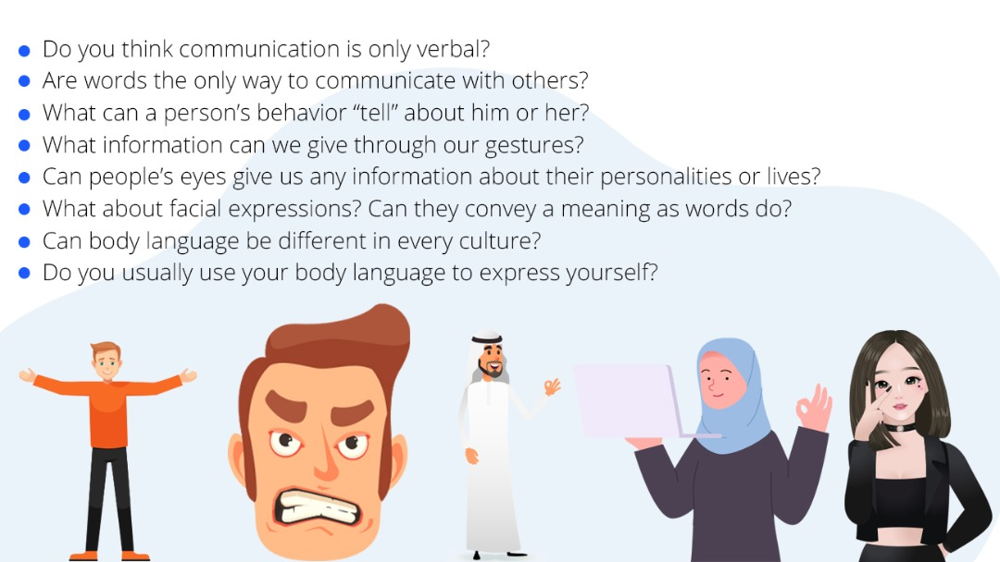 Do you think communication is only verbal?
Are words the only way to communicate with others?
What can a person’s behavior “tell” about him or her?
What information can we give through our gestures?
Can people’s eyes give us any information about their personalities or lives?
What about facial expressions? Can they convey a meaning as words do?
Can body language be different in every culture?
Do you usually use your body language to express yourself?